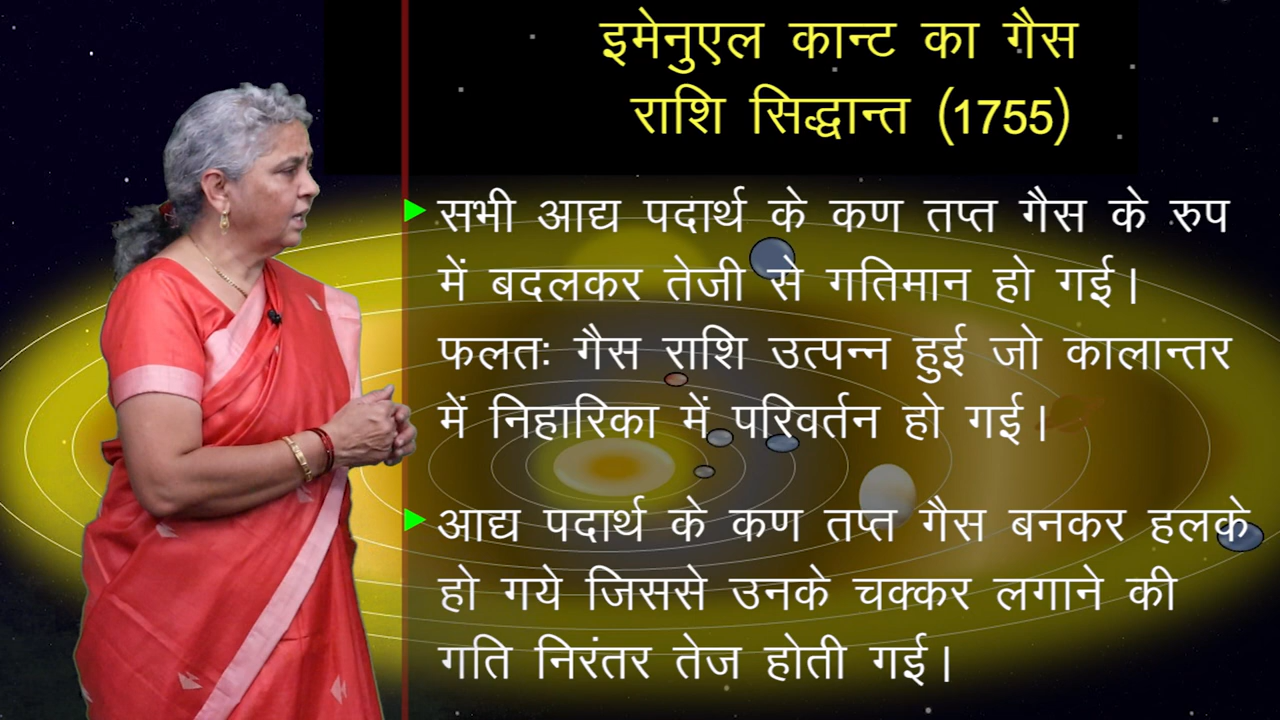 इमेनुएल कान्ट का गैस
राशि सिद्धान्त (1755)
सभी आद्य पदार्थ के कण तप्त गैस के रुप
में बदलकर तेजी से गतिमान हो गई।
फलतः गैस राशि उत्पन्न हुई जो कालान्तर
में निहारिका में परिवर्तन हो गई।
आद्य पदार्थ के कण तप्त गैस बनकर हलके
हो गये जिससे उनके चक्कर लगाने की
गति निरंतर तेज होती गई।